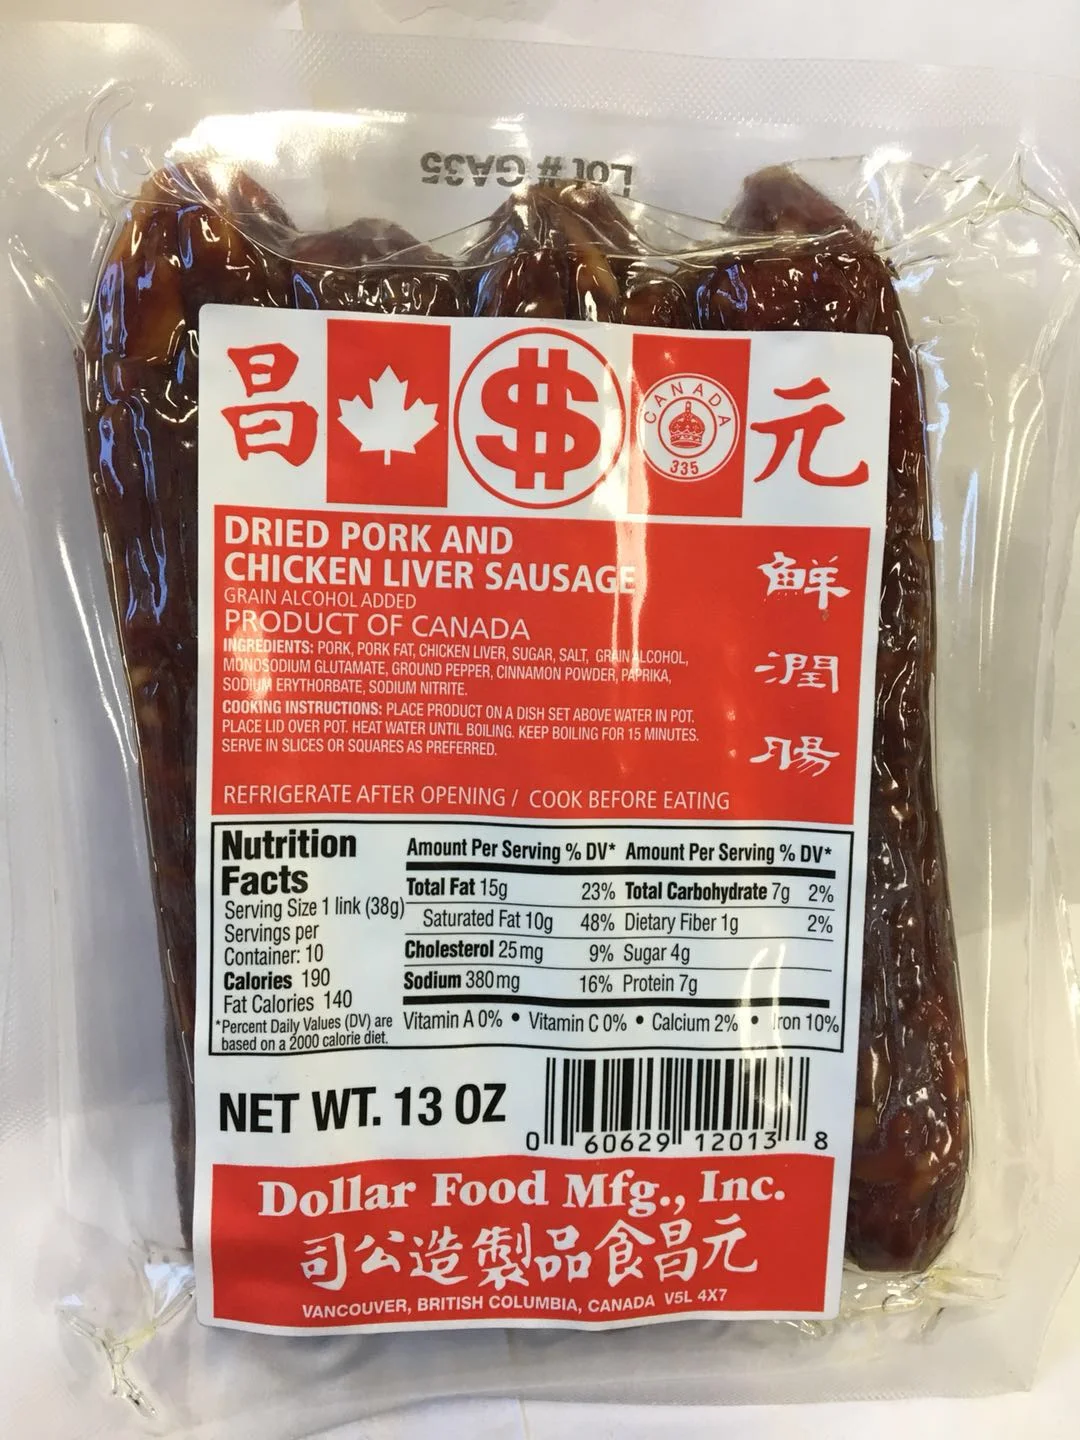 Lot # GA35
昌 $ 元
CANADA
335
DRIED PORK AND
CHICKEN LIVER SAUSAGE
GRAIN ALCOHOL ADDED
PRODUCT OF CANADA
INGREDIENTS: PORK, PORK FAT, CHICKEN LIVER, SUGAR, SALT, GRAIN ALCOHOL,
MONOSODIUM GLUTAMATE, GROUND PEPPER, CINNAMON POWDER, PAPRIKA,
SODIUM ERYTHORBATE, SODIUM NITRITE.
COOKING INSTRUCTIONS: PLACE PRODUCT ON A DISH SET ABOVE WATER IN POT.
PLACE LID OVER POT. HEAT WATER UNTIL BOILING. KEEP BOILING FOR 15 MINUTES.
SERVE IN SLICES OR SQUARES AS PREFERRED.
鮮潤腸
REFRIGERATE AFTER OPENING / COOK BEFORE EATING
Nutrition
Facts
Serving Size 1 link (38g)
Servings per
Container: 10
Calories 190
Fat Calories 140
*Percent Daily Values (DV) are
based on a 2000 calorie diet.
Amount Per Serving % DV* Amount Per Serving % DV*
Total Fat 15g 23% Total Carbohydrate 7g 2%
Saturated Fat 10g 48% Dietary Fiber 1g 2%
Cholesterol 25mg 9% Sugar 4g
Sodium 380mg 16% Protein 7g
Vitamin A 0% • Vitamin C 0% • Calcium 2% • Iron 10%
NET WT. 13 OZ
0 60629 12013 8
Dollar Food Mfg., Inc.
司公造製品食昌元
VANCOUVER, BRITISH COLUMBIA, CANADA V5L 4X7